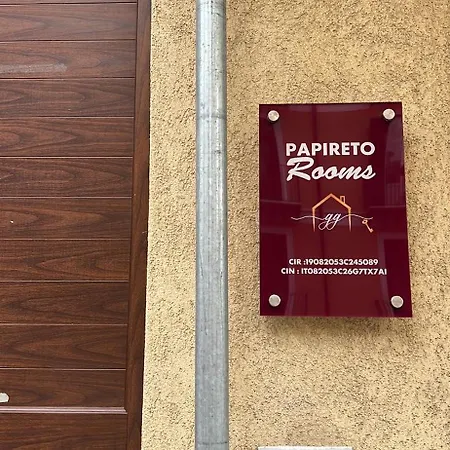 PAPIRETO
Rooms
gg
CIR :19082053C245089
CIN : IT082053C26G7TX7AI